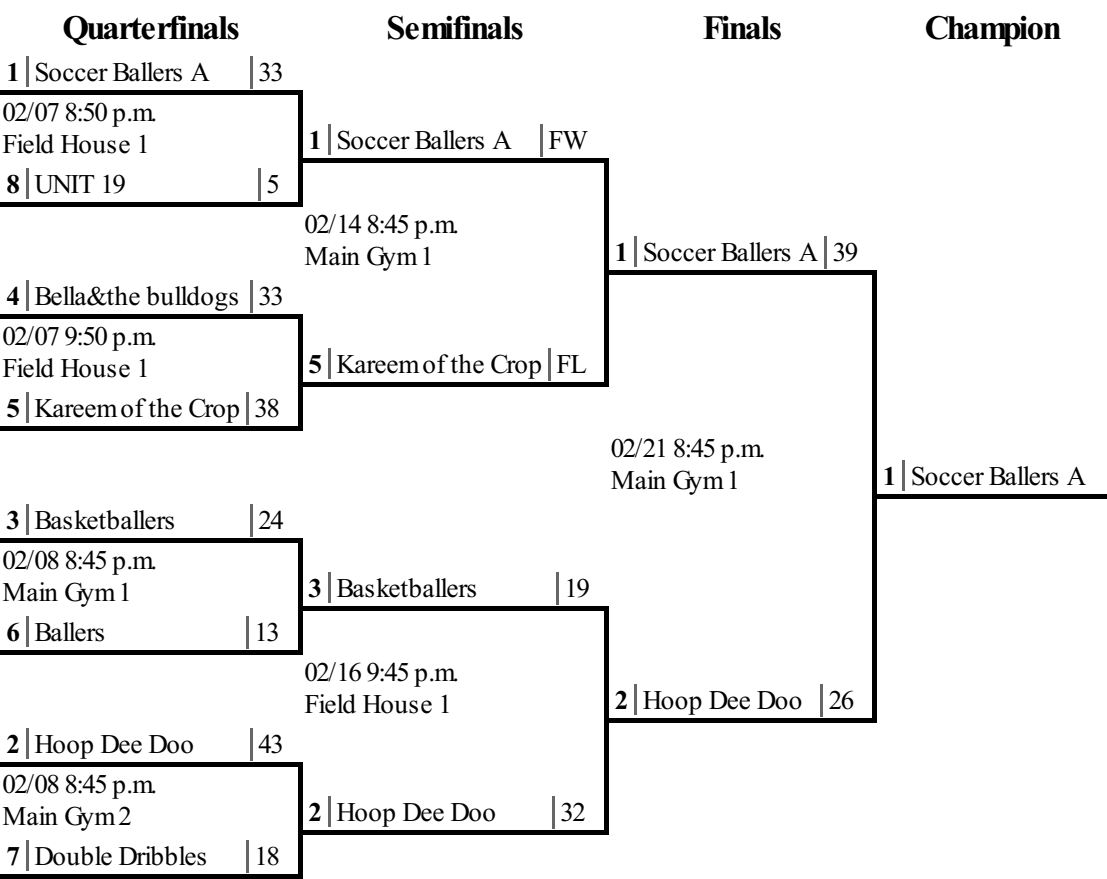 Quarterfinals Semifinals Finals Champion
1 Soccer Ballers A 33
02/07 8:50 p.m.
Field House 1
8 UNIT 19 5
4 Bella&the bulldogs 33
02/07 9:50 p.m.
Field House 1
5 Kareem of the Crop 38
3 Basketballers 24
02/08 8:45 p.m.
Main Gym 1
6 Ballers 13
2 Hoop Dee Doo 43
02/08 8:45 p.m.
Main Gym 2
7 Double Dribbles 18
1 Soccer Ballers A FW
02/14 8:45 p.m.
Main Gym 1
5 Kareem of the Crop FL
3 Basketballers 19
02/16 9:45 p.m.
Field House 1
2 Hoop Dee Doo 32
1 Soccer Ballers A 39
02/21 8:45 p.m.
Main Gym 1
2 Hoop Dee Doo 26
1 Soccer Ballers A